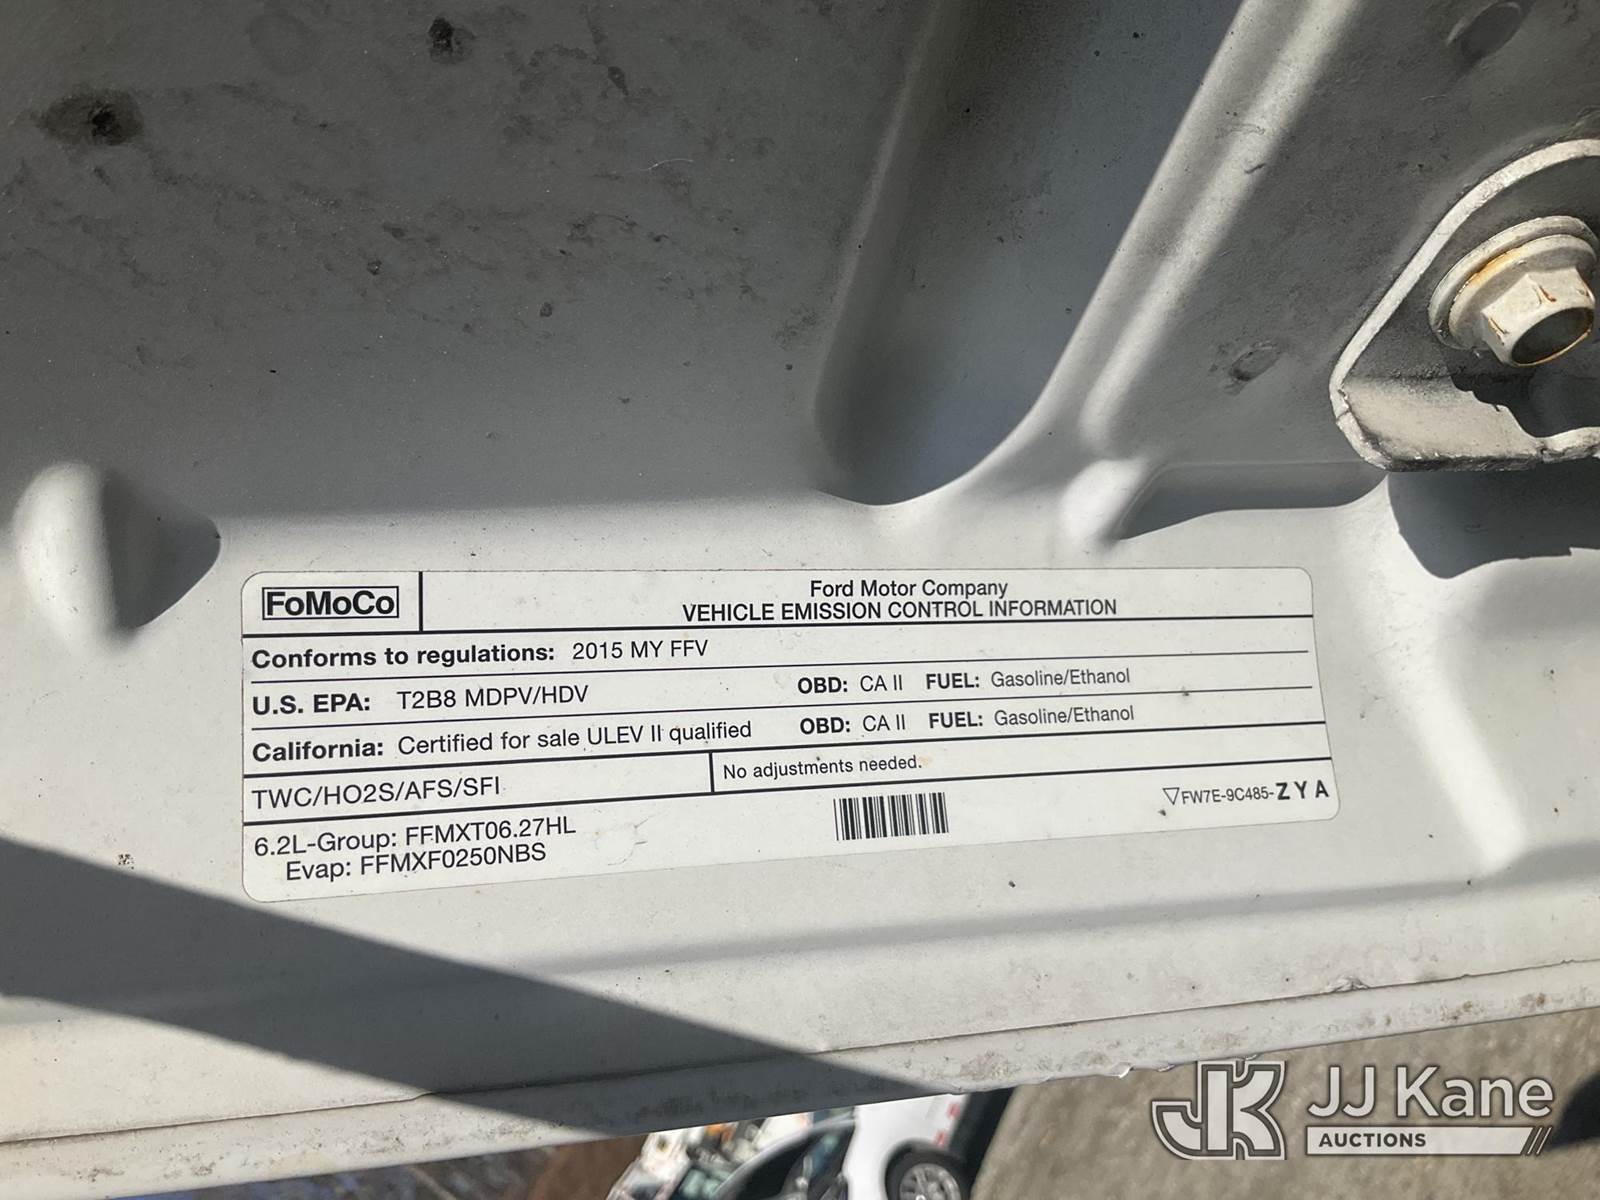 FoMoCo
Ford Motor Company
VEHICLE EMISSION CONTROL INFORMATION
Conforms to regulations: 2015 MY FFV
U.S. EPA: T2B8 MDPV/HDV OBD: CA II FUEL: Gasoline/Ethanol
California: Certified for sale ULEV II qualified OBD: CA II FUEL: Gasoline/Ethanol
TWC/HO2S/AFS/SFI
No adjustments needed.
6.2L-Group: FFMXT06.27HL
Evap: FFMXF0250NBS
▽FW7E-9C485-ZYA
JK JJ Kane
AUCTIONS